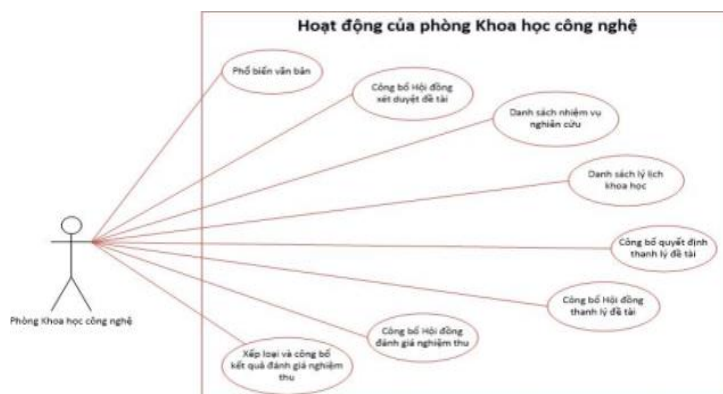 Hoạt động của phòng Khoa học công nghệ
Phổ biến văn bản
Công bố Hội đồng
xét duyệt đề tài
Danh sách nhiệm vụ
nghiên cứu
Danh sách lý lịch
khoa học
Công bố quyết định
thanh lý đề tài
Công bố Hội đồng
thanh lý đề tài
Công bố Hội đồng
đánh giá nghiệm thu
Xếp loại và công bố
kết quả đánh giá nghiệm
thu
Phòng Khoa học công nghệ